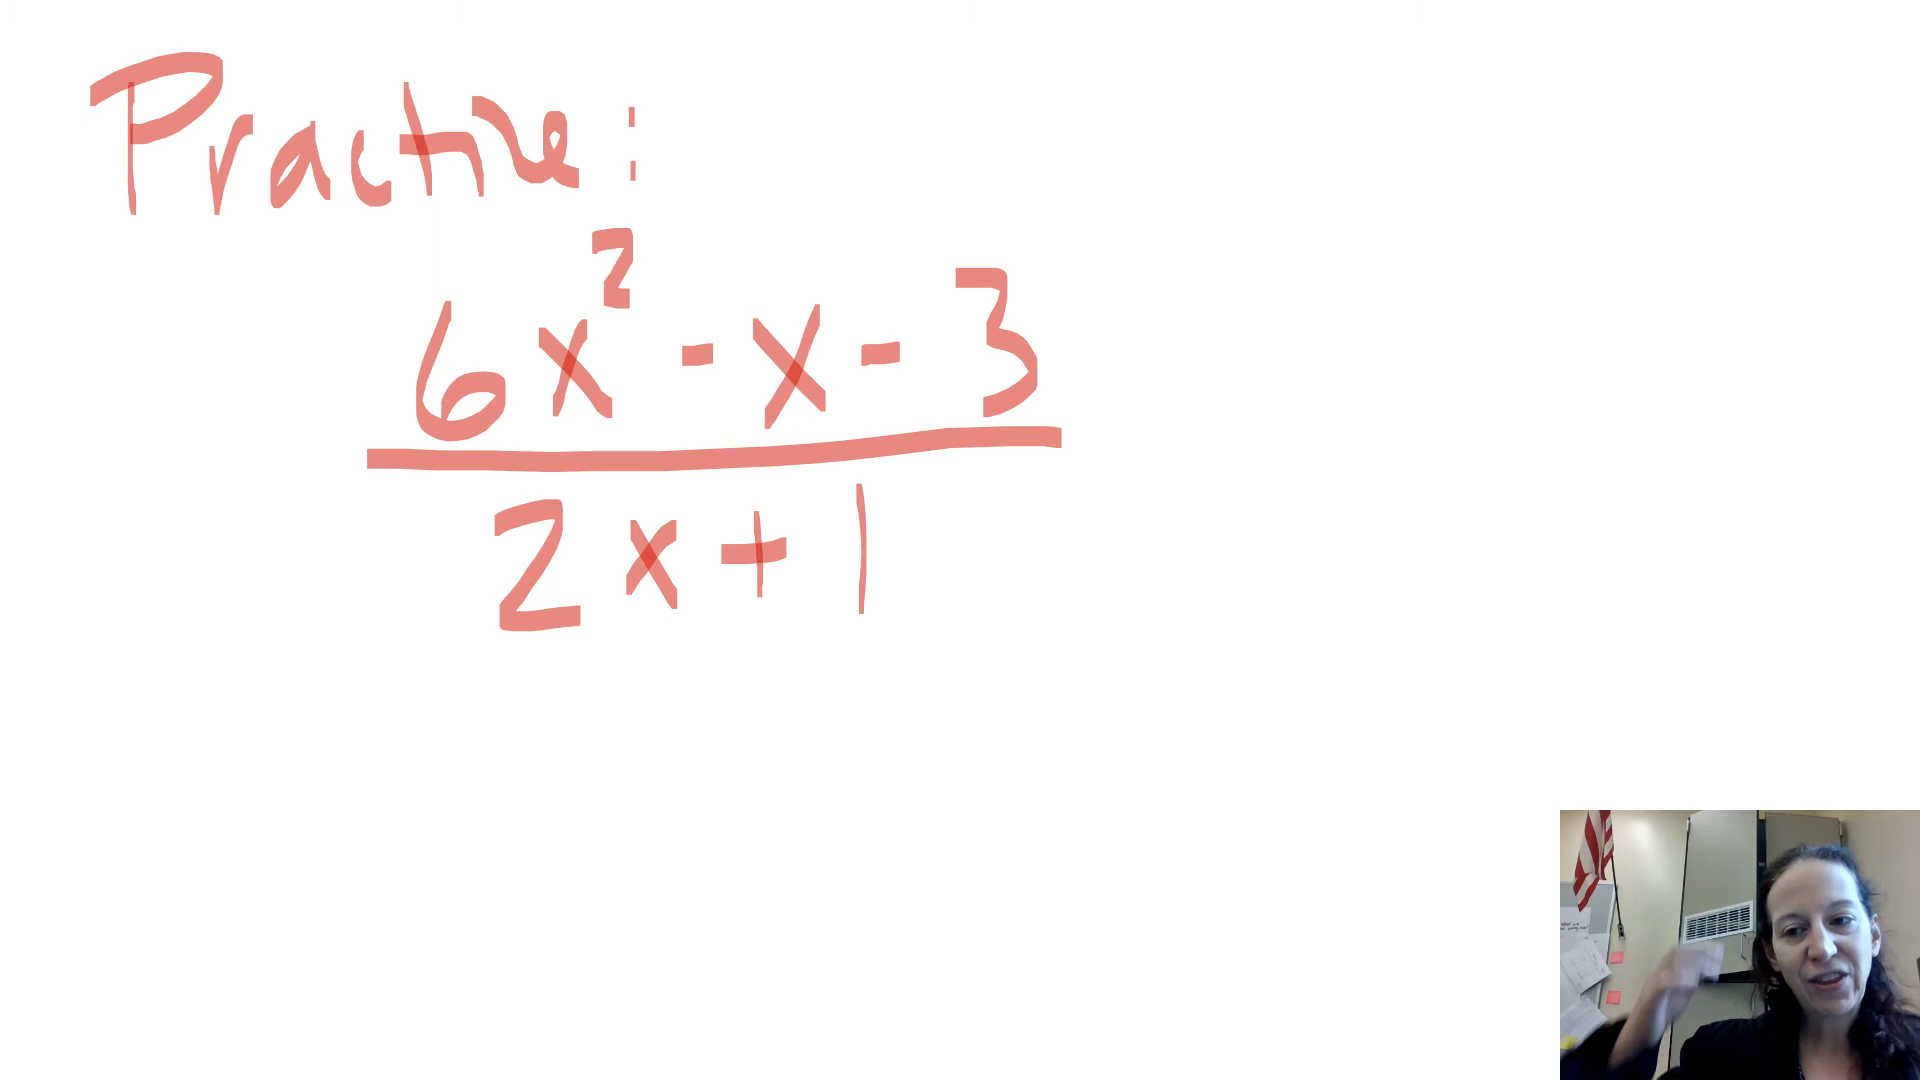 Practice:
6x² - x - 3
2x + 1